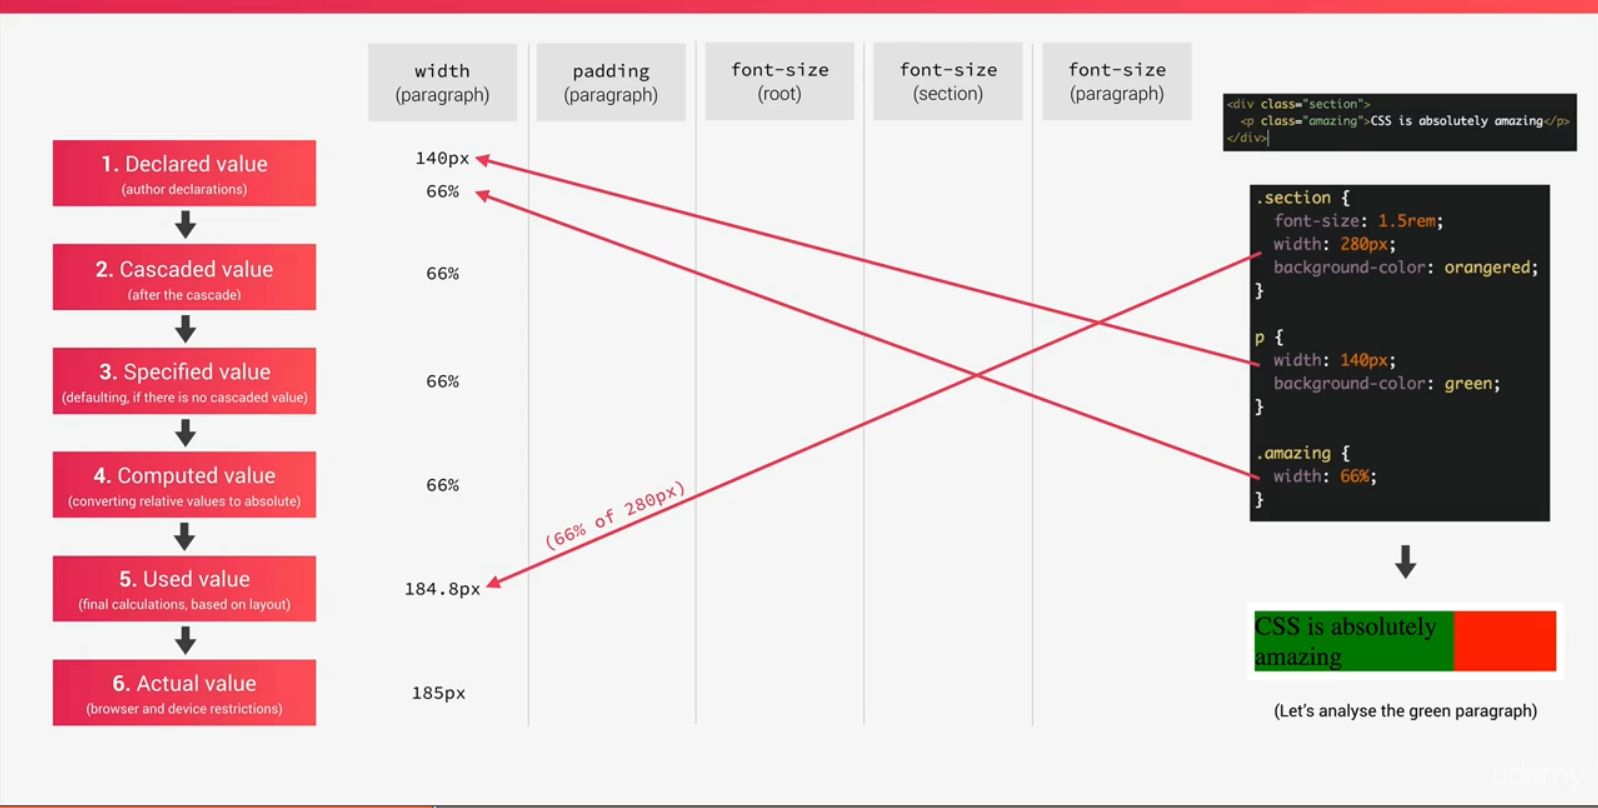 width
(paragraph)
padding
(paragraph)
font-size
(root)
font-size
(section)
font-size
(paragraph)
1. Declared value
(author declarations)
140px
66%
2. Cascaded value
(after the cascade)
66%
3. Specified value
(defaulting, if there is no cascaded value)
66%
4. Computed value
(converting relative values to absolute)
66%
(66% of 280px)
5. Used value
(final calculations, based on layout)
184.8px
6. Actual value
(browser and device restrictions)
185px
<div class="section">
<p class="amazing">CSS is absolutely amazing</p>
</div>
.section {
font-size: 1.5rem;
width: 280px;
background-color: orangered;
}
p {
width: 140px;
background-color: green;
}
.amazing {
width: 66%;
}
CSS is absolutely
amazing
(Let's analyse the green paragraph)
udemy